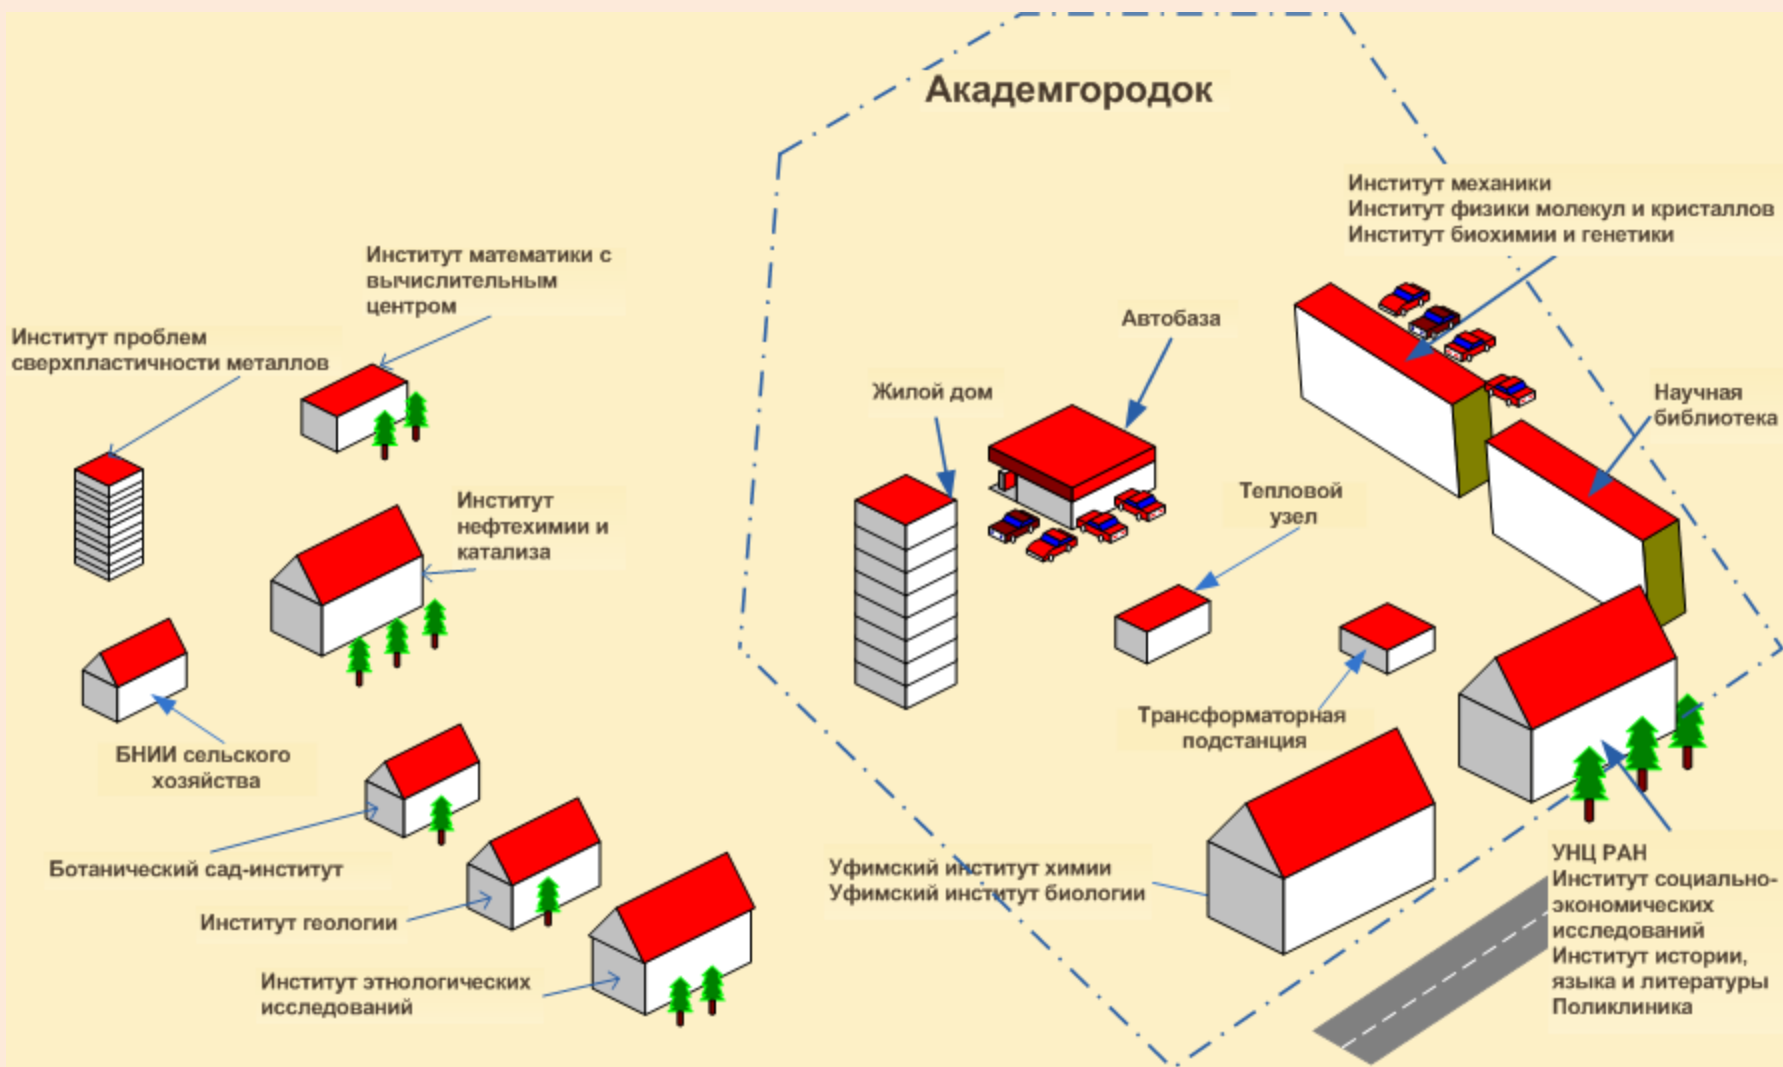 Академгородок
Институт механики
Институт физики молекул и кристаллов
Институт биохимии и генетики
Институт математики с
вычислительным
центром
Институт проблем
сверхпластичности металлов
Автобаза
Жилой дом
Научная
библиотека
Институт
нефтехимии и
катализа
Тепловой
узел
Трансформаторная
подстанция
БНИИ сельского
хозяйства
Ботанический сад-институт
Уфимский институт химии
Уфимский институт биологии
УНЦ РАН
Институт социально-
экономических
исследований
Институт истории,
языка и литературы
Поликлиника
Институт геологии
Институт этнологических
исследований